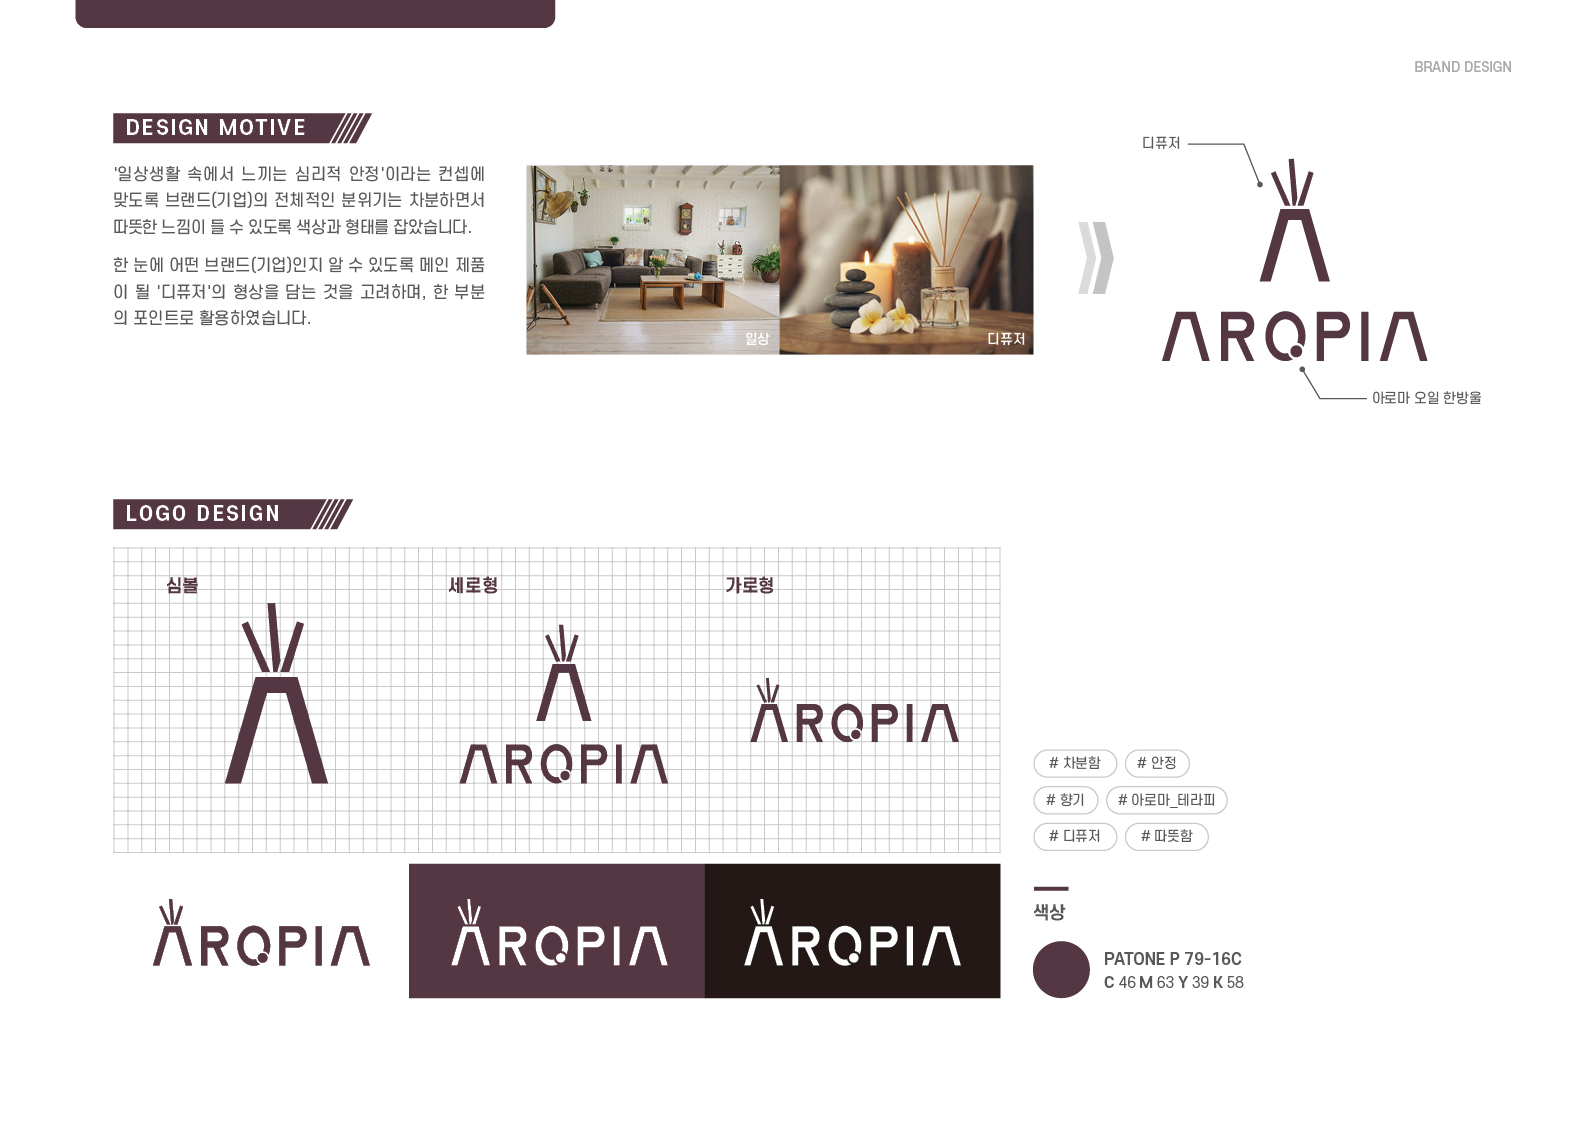 BRAND DESIGN
DESIGN MOTIVE
'일상생활 속에서 느끼는 심리적 안정'이라는 컨셉에
맞도록 브랜드(기업)의 전체적인 분위기는 차분하면서
따뜻한 느낌이 들 수 있도록 색상과 형태를 잡았습니다.
한 눈에 어떤 브랜드(기업)인지 알 수 있도록 메인 제품
이 될 '디퓨저'의 형상을 담는 것을 고려하며, 한 부분
의 포인트로 활용하였습니다.
일상
디퓨저
디퓨저
AROPIA
아로마 오일 한방울
LOGO DESIGN
심볼
세로형
가로형
AROPIA
AROPIA
AROPIA
AROPIA
AROPIA
# 차분함
# 안정
# 향기
# 아로마_테라피
# 디퓨저
# 따뜻함
색상
PATONE P 79-16C
C 46 M 63 Y 39 K 58